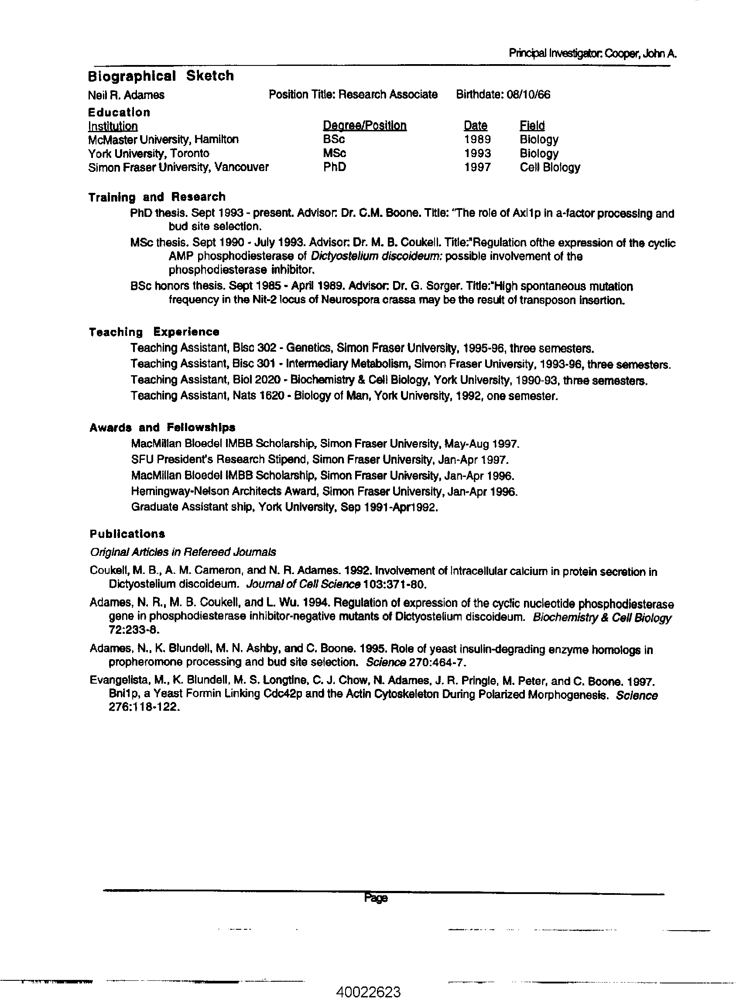 Principal Investigator: Cooper, John A.
Biographical Sketch
Neil R. Adames Position Title: Research Associate Birthdate: 08/10/66
Education
Institution Degree/Position Date Field
McMaster University, Hamilton BSc 1989 Biology
York University, Toronto MSc 1993 Biology
Simon Fraser University, Vancouver PhD 1997 Cell Biology
Training and Research
PhD thesis. Sept 1993 - present. Advisor: Dr. C.M. Boone. Title: "The role of Axl1p in a-factor processing and
bud site selection.
MSc thesis. Sept 1990 - July 1993. Advisor: Dr. M. B. Coukell. Title:"Regulation ofthe expression of the cyclic
AMP phosphodiesterase of Dictyostelium discoideum: possible involvement of the
phosphodiesterase inhibitor.
BSc honors thesis. Sept 1985 - April 1989. Advisor: Dr. G. Sorger. Title:"High spontaneous mutation
frequency in the Nit-2 locus of Neurospora crassa may be the result of transposon insertion.
Teaching Experience
Teaching Assistant, Bisc 302 - Genetics, Simon Fraser University, 1995-96, three semesters.
Teaching Assistant, Bisc 301 - Intermediary Metabolism, Simon Fraser University, 1993-96, three semesters.
Teaching Assistant, Biol 2020 - Biochemistry & Cell Biology, York University, 1990-93, three semesters.
Teaching Assistant, Nats 1620 - Biology of Man, York University, 1992, one semester.
Awards and Fellowships
MacMillan Bloedel IMBB Scholarship, Simon Fraser University, May-Aug 1997.
SFU President's Research Stipend, Simon Fraser University, Jan-Apr 1997.
MacMillan Bloedel IMBB Scholarship, Simon Fraser University, Jan-Apr 1996.
Hemingway-Nelson Architects Award, Simon Fraser University, Jan-Apr 1996.
Graduate Assistant ship, York University, Sep 1991-Apr1992.
Publications
Original Articles in Refereed Journals
Coukell, M. B., A. M. Cameron, and N. R. Adames. 1992. Involvement of intracellular calcium in protein secretion in
Dictyostelium discoideum. Journal of Cell Science 103:371-80.
Adames, N. R., M. B. Coukell, and L. Wu. 1994. Regulation of expression of the cyclic nucleotide phosphodiesterase
gene in phosphodiesterase inhibitor-negative mutants of Dictyostelium discoideum. Biochemistry & Cell Biology
72:233-8.
Adames, N., K. Blundell, M. N. Ashby, and C. Boone. 1995. Role of yeast insulin-degrading enzyme homologs in
propheromone processing and bud site selection. Science 270:464-7.
Evangelista, M., K. Blundell, M. S. Longtine, C. J. Chow, N. Adames, J. R. Pringle, M. Peter, and C. Boone. 1997.
Bni1p, a Yeast Formin Linking Cdc42p and the Actin Cytoskeleton During Polarized Morphogenesis. Science
276:118-122.
Page
40022623